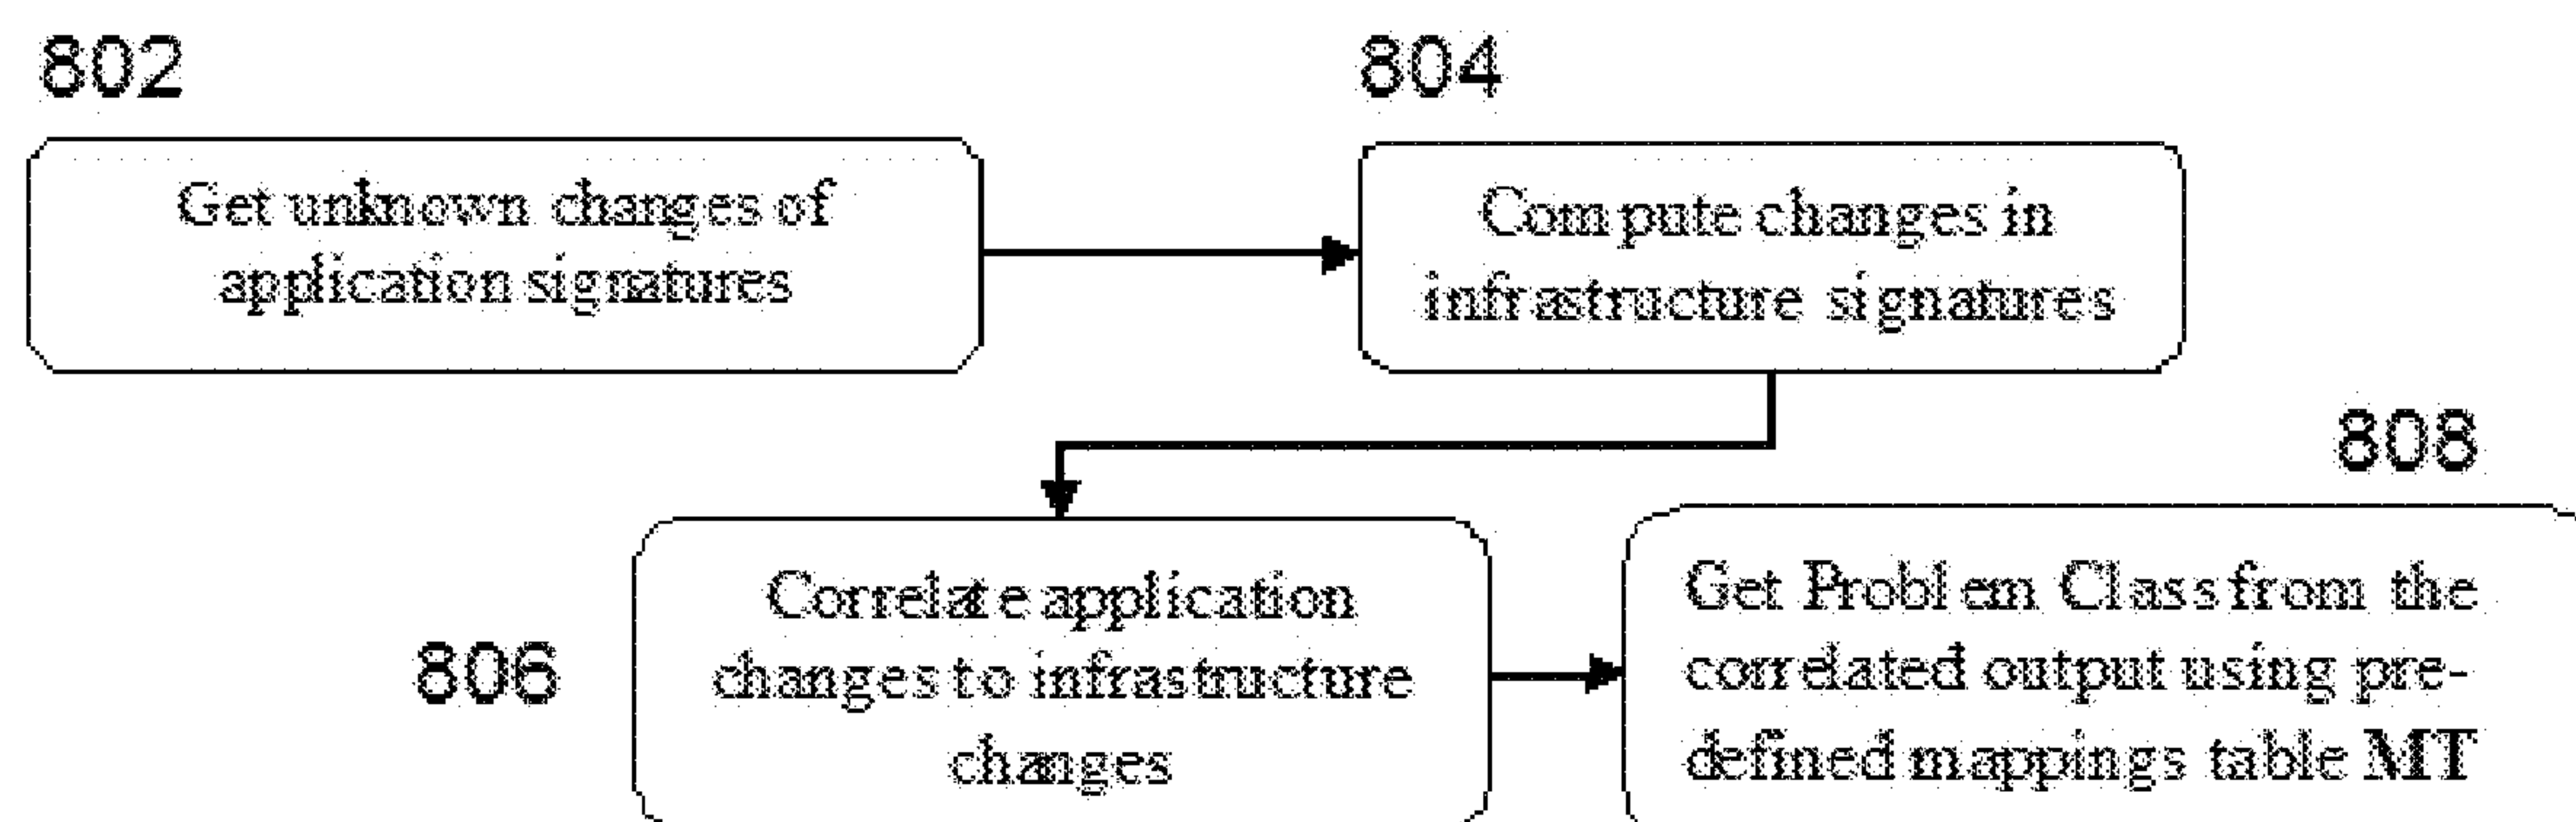 802
804
Get unknown changes of
application signatures
Compute changes in
infrastructure signatures
808
806
Correlate application
changes to infrastructure
changes
Get Problem Class from the
correlated output using pre-
defined mappings table MT